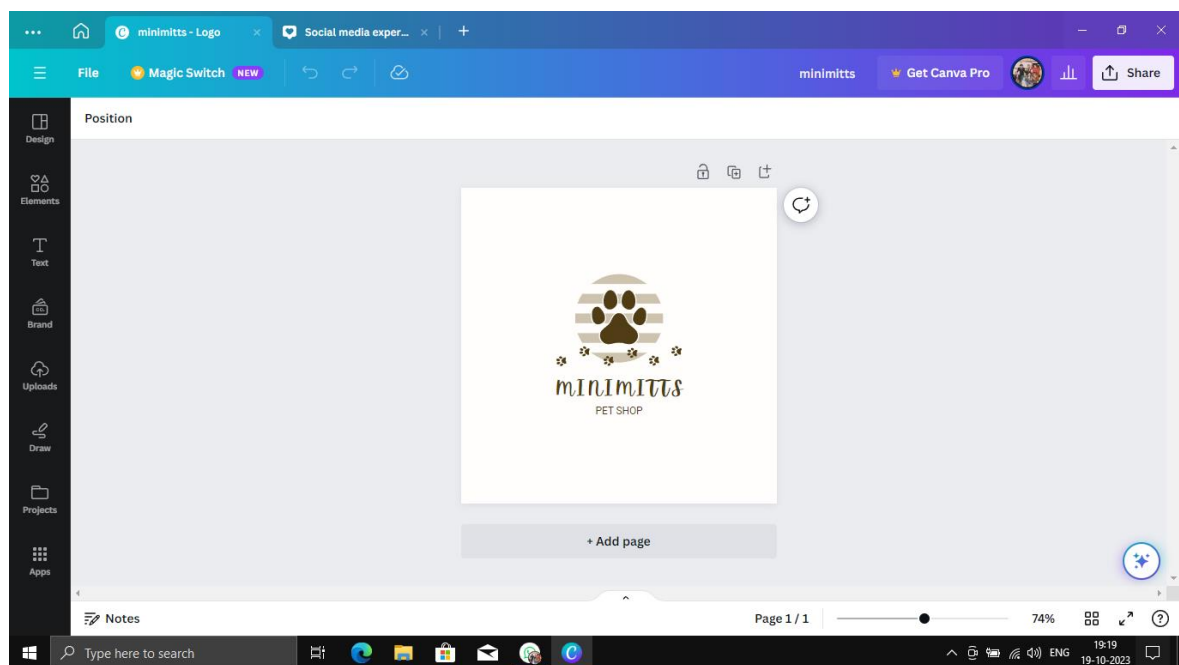 minimitts - Logo
Social media exper...
File
Magic Switch NEW
minimitts
Get Canva Pro
Share
Position
Design
Elements
Text
Brand
Uploads
Draw
Projects
Apps
MINIMITTS
PET SHOP
+ Add page
Notes
Page 1 / 1
74%
Type here to search
ENG
19:19
19-10-2023